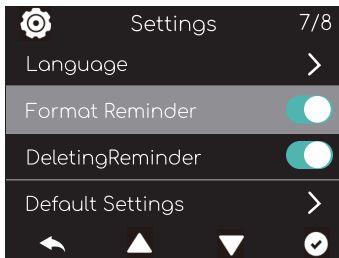 Settings 7/8
Language
Format Reminder
DeletingReminder
Default Settings